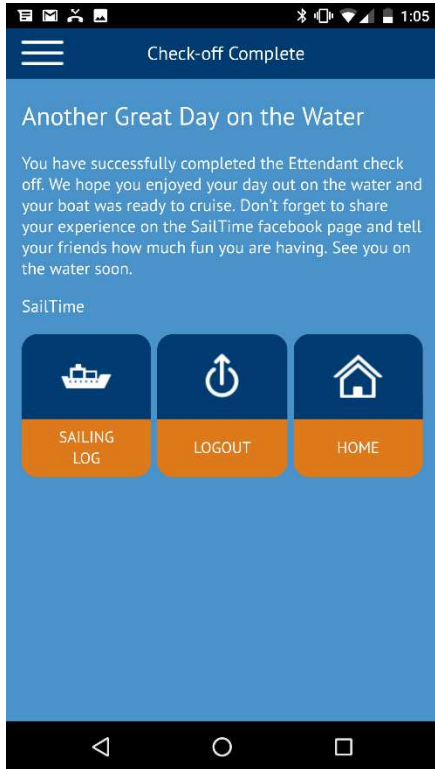 1:05
Check-off Complete
Another Great Day on the Water
You have successfully completed the Ettendant check
off. We hope you enjoyed your day out on the water and
your boat was ready to cruise. Don't forget to share
your experience on the SailTime facebook page and tell
your friends how much fun you are having. See you on
the water soon.
SailTime
SAILING
LOG
LOGOUT
HOME